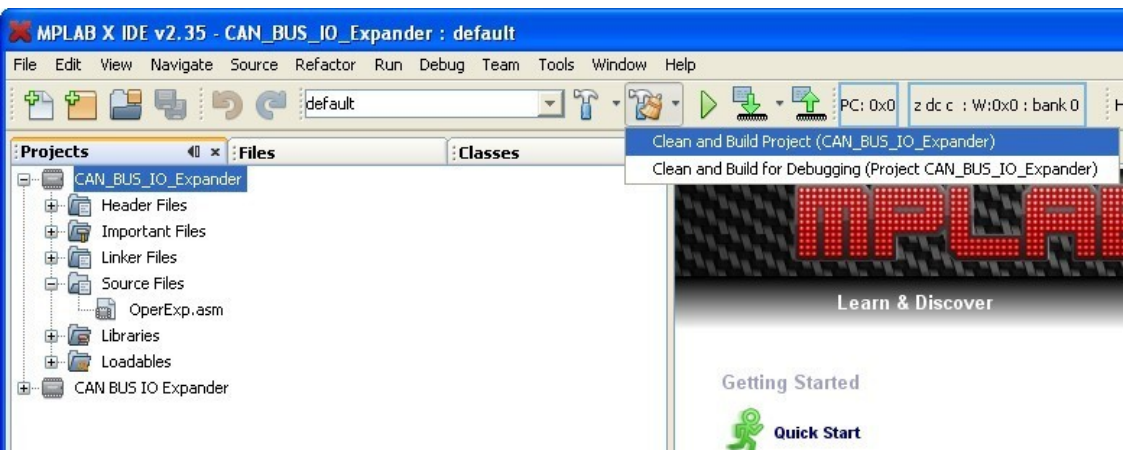 MPLAB X IDE v2.35 - CAN_BUS_IO_Expander : default
File Edit View Navigate Source Refactor Run Debug Team Tools Window Help
default PC: 0x0 z dc c : W:0x0 : bank 0 H
Projects Files Classes
Clean and Build Project (CAN_BUS_IO_Expander)
Clean and Build for Debugging (Project CAN_BUS_IO_Expander)
CAN_BUS_IO_Expander
Header Files
Important Files
Linker Files
Source Files
OperExp.asm
Libraries
Loadables
CAN BUS IO Expander
MPLA
Learn & Discover
Getting Started
Quick Start